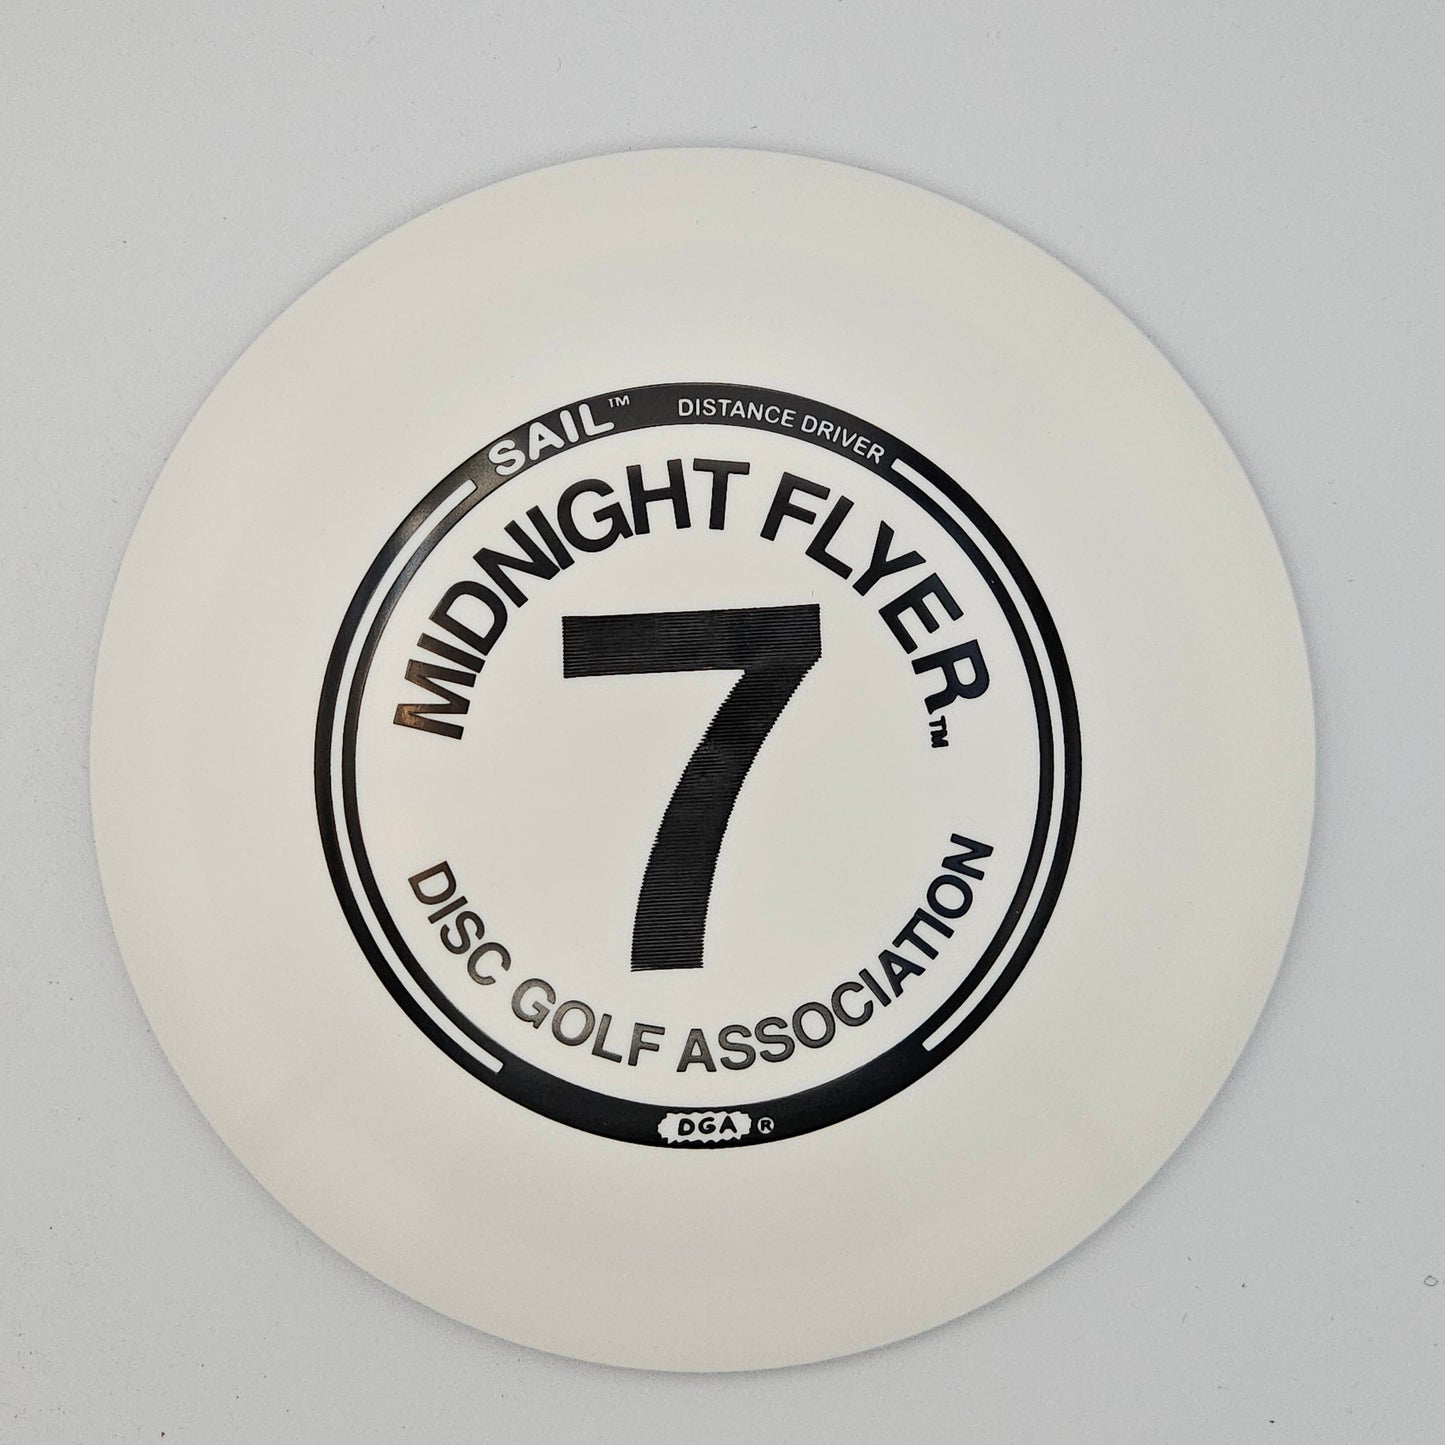 SAIL™ DISTANCE DRIVER
MIDNIGHT FLYER™
7
DISC GOLF ASSOCIATION
DGA ®